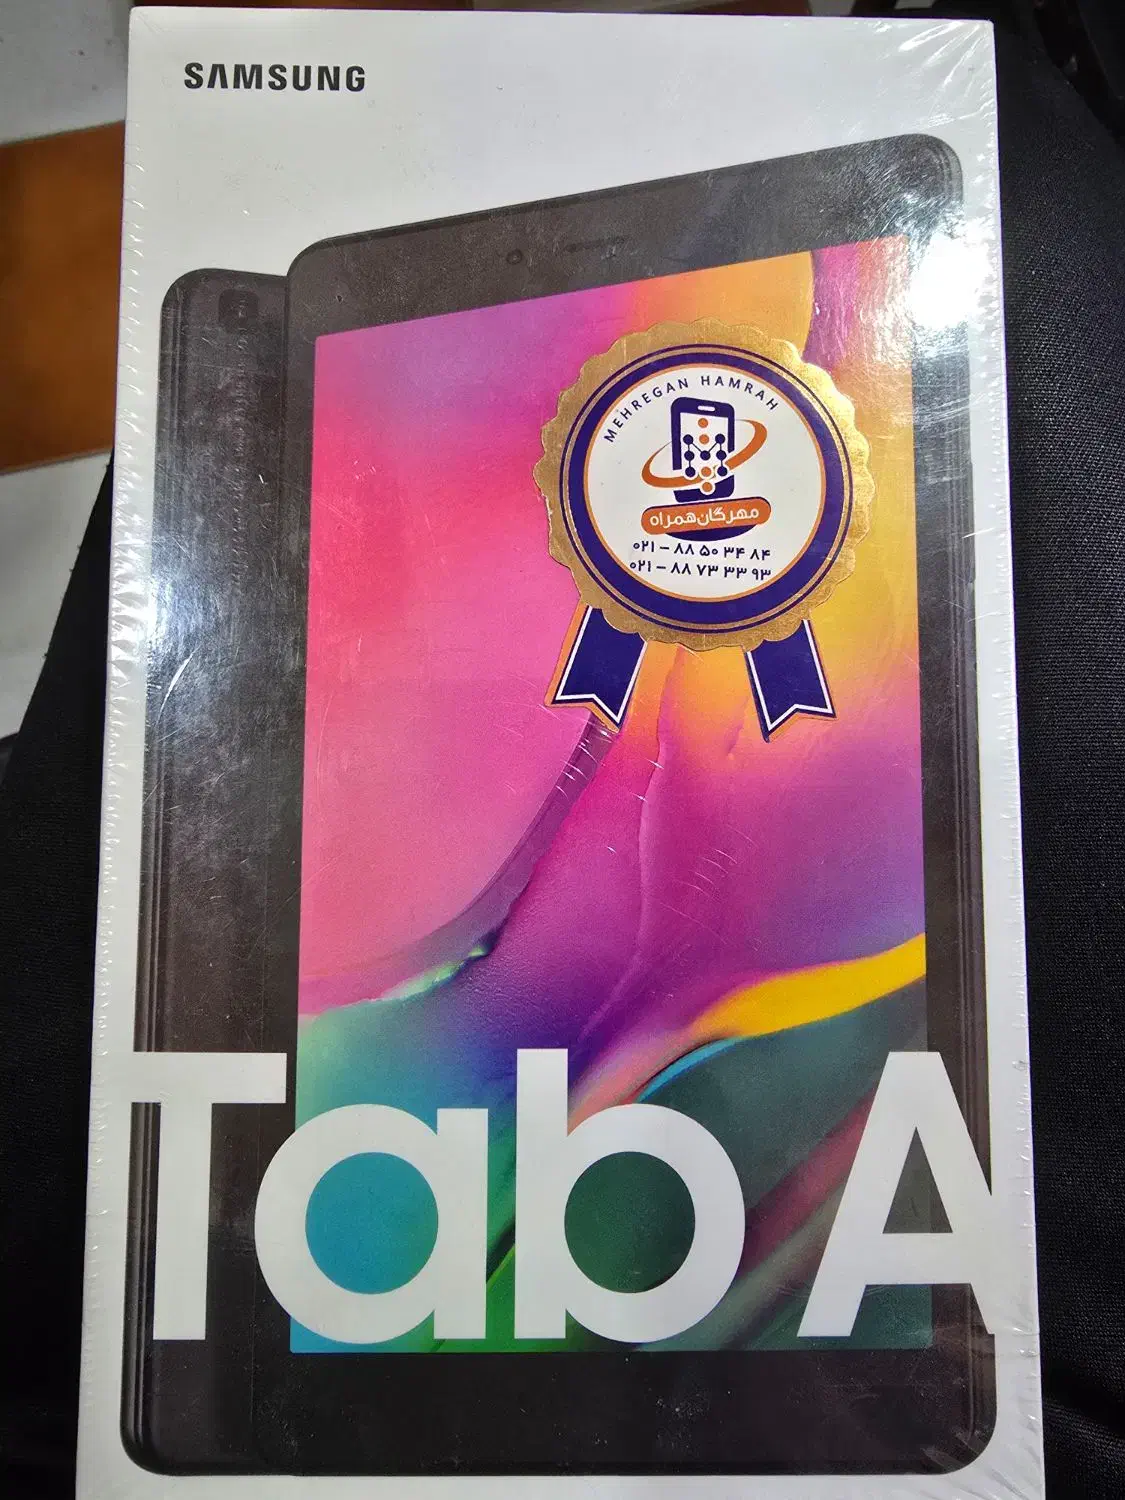 SAMSUNG
MEHREGAN HAMRAH
مهرگان همراه
۰۲۱ – ۸۸ ۵۰ ۳۴ ۸۴
۰۲۱ – ۸۸ ۷۳ ۳۳ ۹۳
Tab A